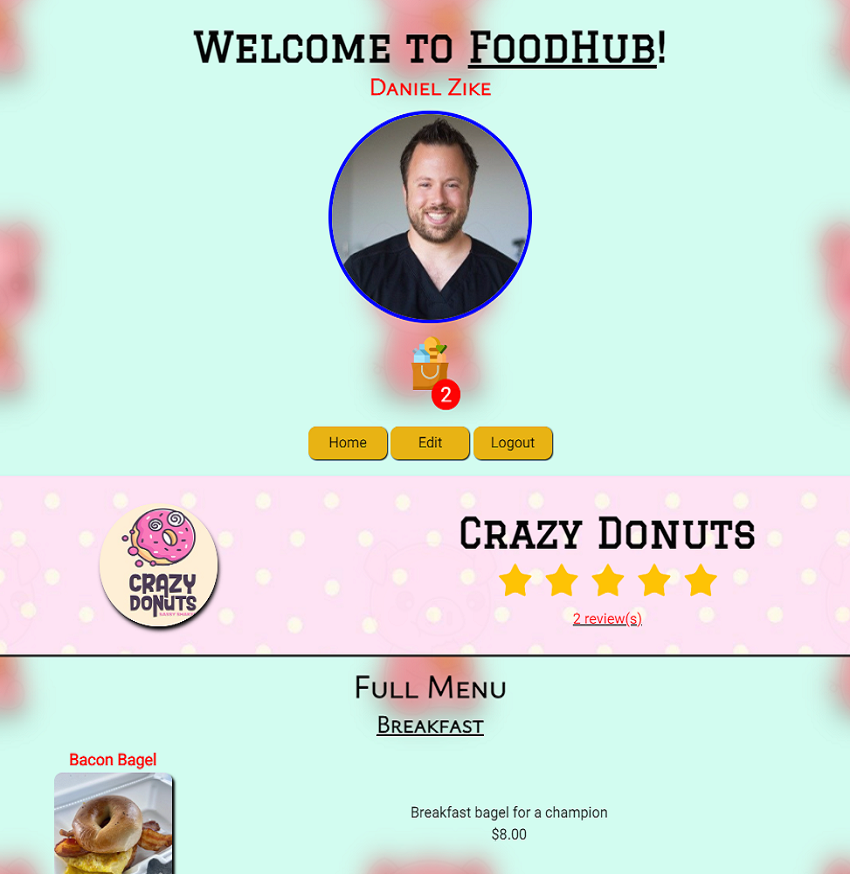 Welcome to FoodHub!
Daniel Zike
2
Home Edit Logout
CRAZY
DONUTS
Crazy Donuts
2 review(s)
Full Menu
Breakfast
Bacon Bagel
Breakfast bagel for a champion
$8.00